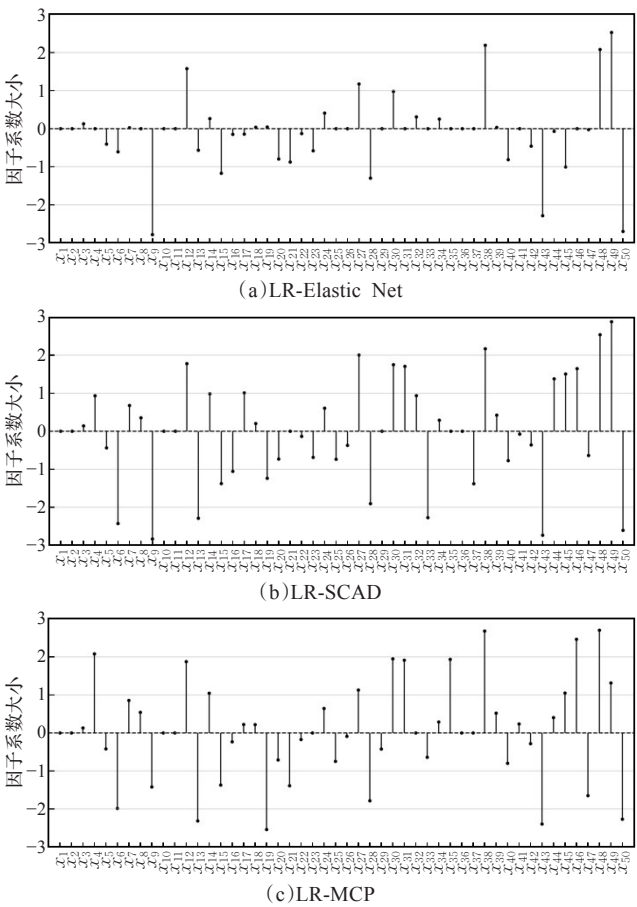 3
2
1
0
−1
−2
−3
因子系数大小
x1 x2 x3 x4 x5 x6 x7 x8 x9 x10 x11 x12 x13 x14 x15 x16 x17 x18 x19 x20 x21 x22 x23 x24 x25 x26 x27 x28 x29 x30 x31 x32 x33 x34 x35 x36 x37 x38 x39 x40 x41 x42 x43 x44 x45 x46 x47 x48 x49 x50
(a)LR-Elastic Net
3
2
1
0
−1
−2
−3
因子系数大小
x1 x2 x3 x4 x5 x6 x7 x8 x9 x10 x11 x12 x13 x14 x15 x16 x17 x18 x19 x20 x21 x22 x23 x24 x25 x26 x27 x28 x29 x30 x31 x32 x33 x34 x35 x36 x37 x38 x39 x40 x41 x42 x43 x44 x45 x46 x47 x48 x49 x50
(b)LR-SCAD
3
2
1
0
−1
−2
−3
因子系数大小
x1 x2 x3 x4 x5 x6 x7 x8 x9 x10 x11 x12 x13 x14 x15 x16 x17 x18 x19 x20 x21 x22 x23 x24 x25 x26 x27 x28 x29 x30 x31 x32 x33 x34 x35 x36 x37 x38 x39 x40 x41 x42 x43 x44 x45 x46 x47 x48 x49 x50
(c)LR-MCP